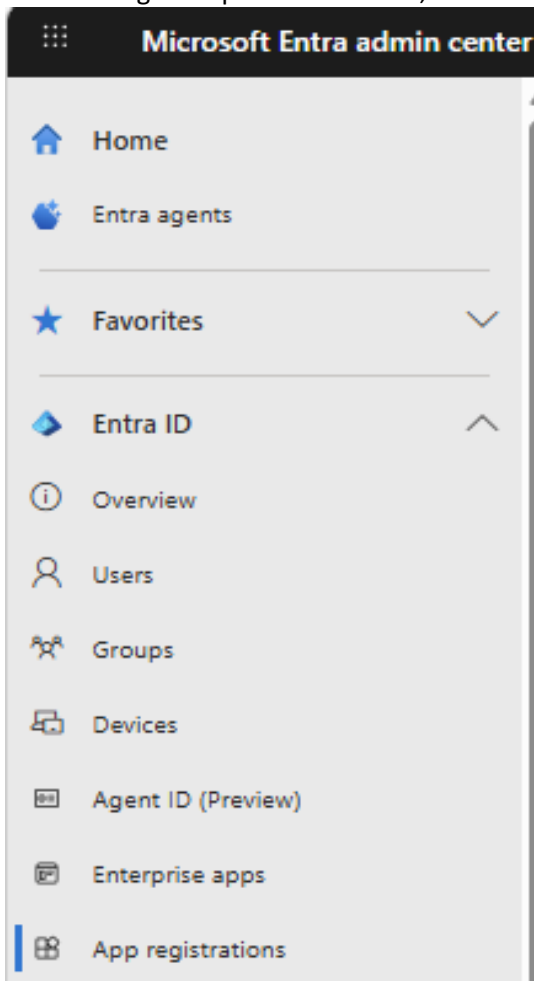 Microsoft Entra admin center
Home
Entra agents
Favorites
Entra ID
Overview
Users
Groups
Devices
Agent ID (Preview)
Enterprise apps
App registrations